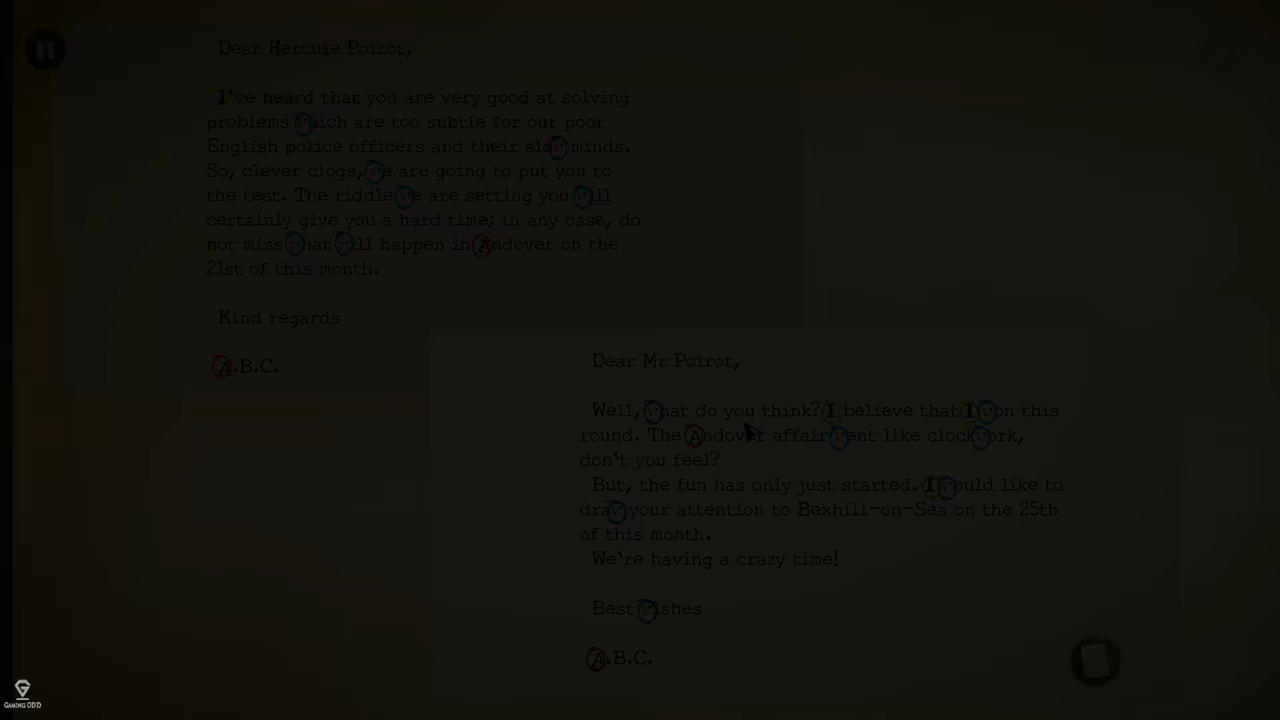 Dear Hercule Poirot,
I've heard that you are very good at solving
problems which are too subtle for our poor
English police officers and their slow minds.
So, clever clogs, we are going to put you to
the test. The riddle we are setting you will
certainly give you a hard time; in any case, do
not miss what will happen in Andover on the
21st of this month.
Kind regards
A.B.C.
Dear Mr Poirot,
Well, what do you think? I believe that I won this
round. The Andover affair went like clockwork,
don't you feel?
But, the fun has only just started. I would like to
draw your attention to Bexhill-on-Sea on the 25th
of this month.
We're having a crazy time!
Best wishes
A.B.C.
GAMING ODD